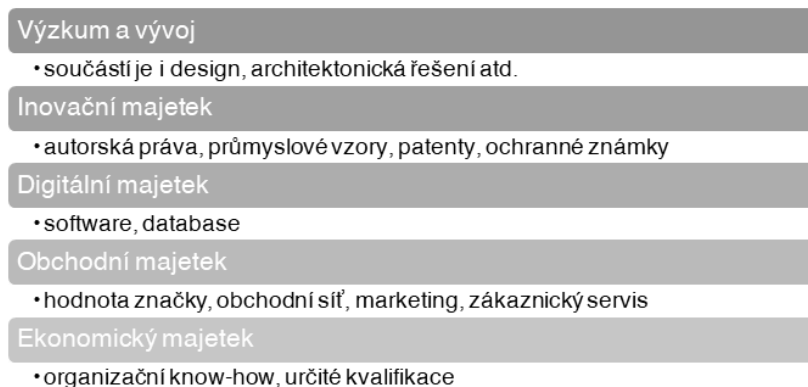 Výzkum a vývoj
• součástí je i design, architektonická řešení atd.
Inovační majetek
• autorská práva, průmyslové vzory, patenty, ochranné známky
Digitální majetek
• software, database
Obchodní majetek
• hodnota značky, obchodní síť, marketing, zákaznický servis
Ekonomický majetek
• organizační know-how, určité kvalifikace